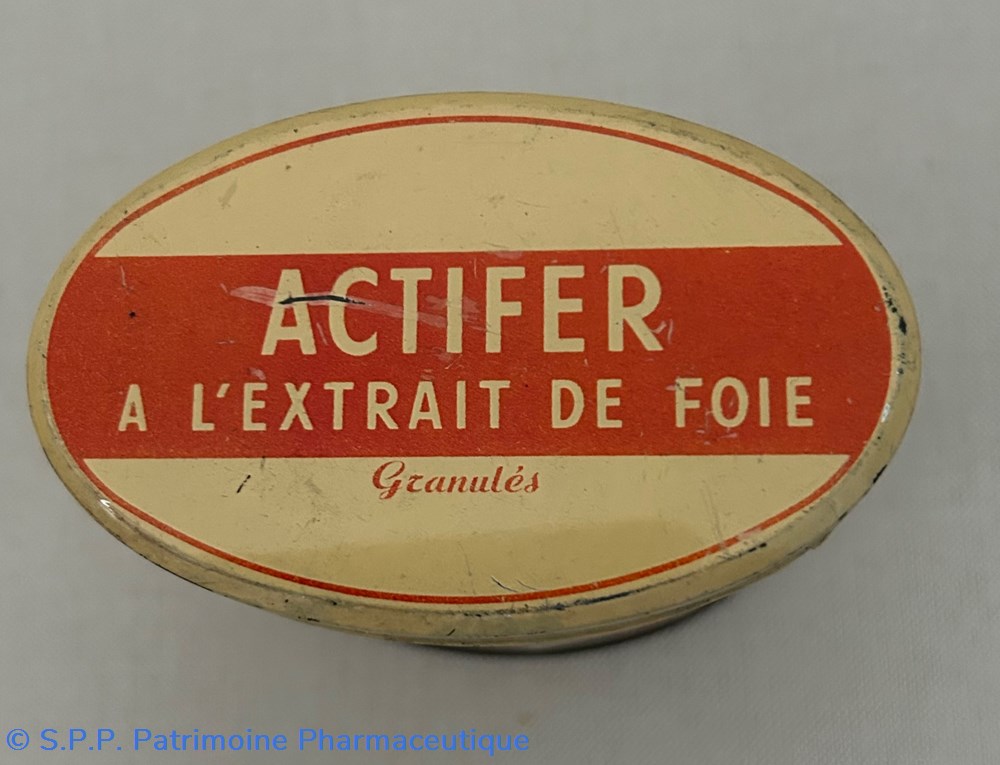 ACTIFER
A L'EXTRAIT DE FOIE
Granulés
© S.P.P. Patrimoine Pharmaceutique